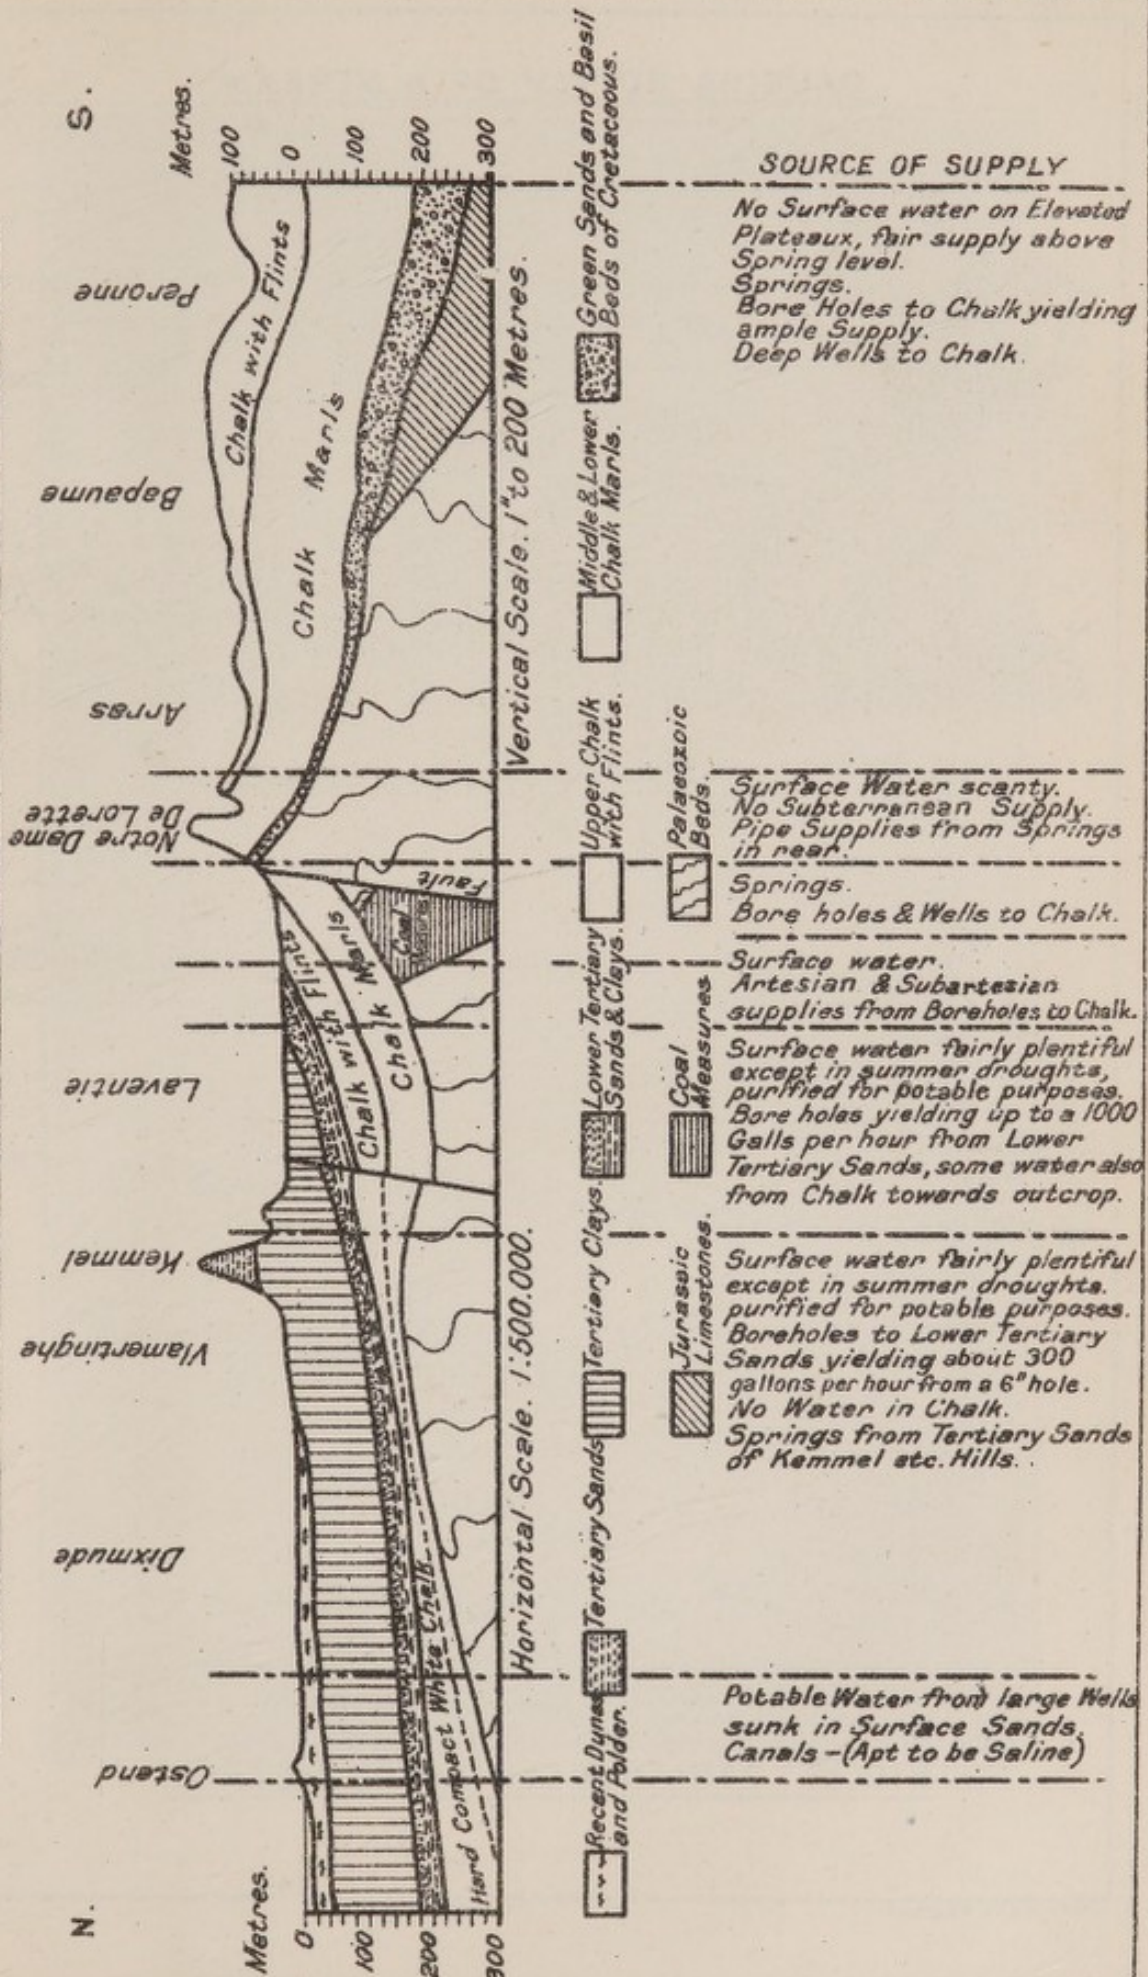 N.
S.
Metres.
0
100
200
300
Metres.
100
0
100
200
300
Ostend
Dixmude
Vlamertinghe
Kemmel
Laventie
Notre Dame
De Lorette
Arras
Bapaume
Peronne
Hard Compact White Chalk
Chalk with Flints
Chalk Marls
Coal
Measures
Fault
Chalk Marls
Chalk with Flints
Horizontal Scale. 1:500.000.
Vertical Scale. 1" to 200 Metres.
Recent Dunes
and Polder.
Tertiary Sands
Tertiary Clays.
Lower Tertiary
Sands & Clays.
Upper Chalk
with Flints.
Middle & Lower
Chalk Marls.
Green Sands and Basil
Beds of Cretaceous.
Jurassic
Limestones.
Coal
Measures
Palaeozoic
Beds.
SOURCE OF SUPPLY
No Surface water on Elevated
Plateaux, fair supply above
Spring level.
Springs.
Bore Holes to Chalk yielding
ample Supply.
Deep Wells to Chalk.
Surface Water scanty.
No Subterranean Supply.
Pipe Supplies from Springs
in rear.
Springs.
Bore holes & Wells to Chalk.
Surface water.
Artesian & Subartesian
supplies from Boreholes to Chalk.
Surface water fairly plentiful
except in summer droughts,
purified for potable purposes.
Bore holes yielding up to a 1000
Galls per hour from Lower
Tertiary Sands, some water also
from Chalk towards outcrop.
Surface water fairly plentiful
except in summer droughts.
purified for potable purposes.
Boreholes to Lower Tertiary
Sands yielding about 300
gallons per hour from a 6" hole.
No Water in Chalk.
Springs from Tertiary Sands
of Kemmel etc. Hills.
Potable Water from large Wells
sunk in Surface Sands.
Canals - (Apt to be Saline)